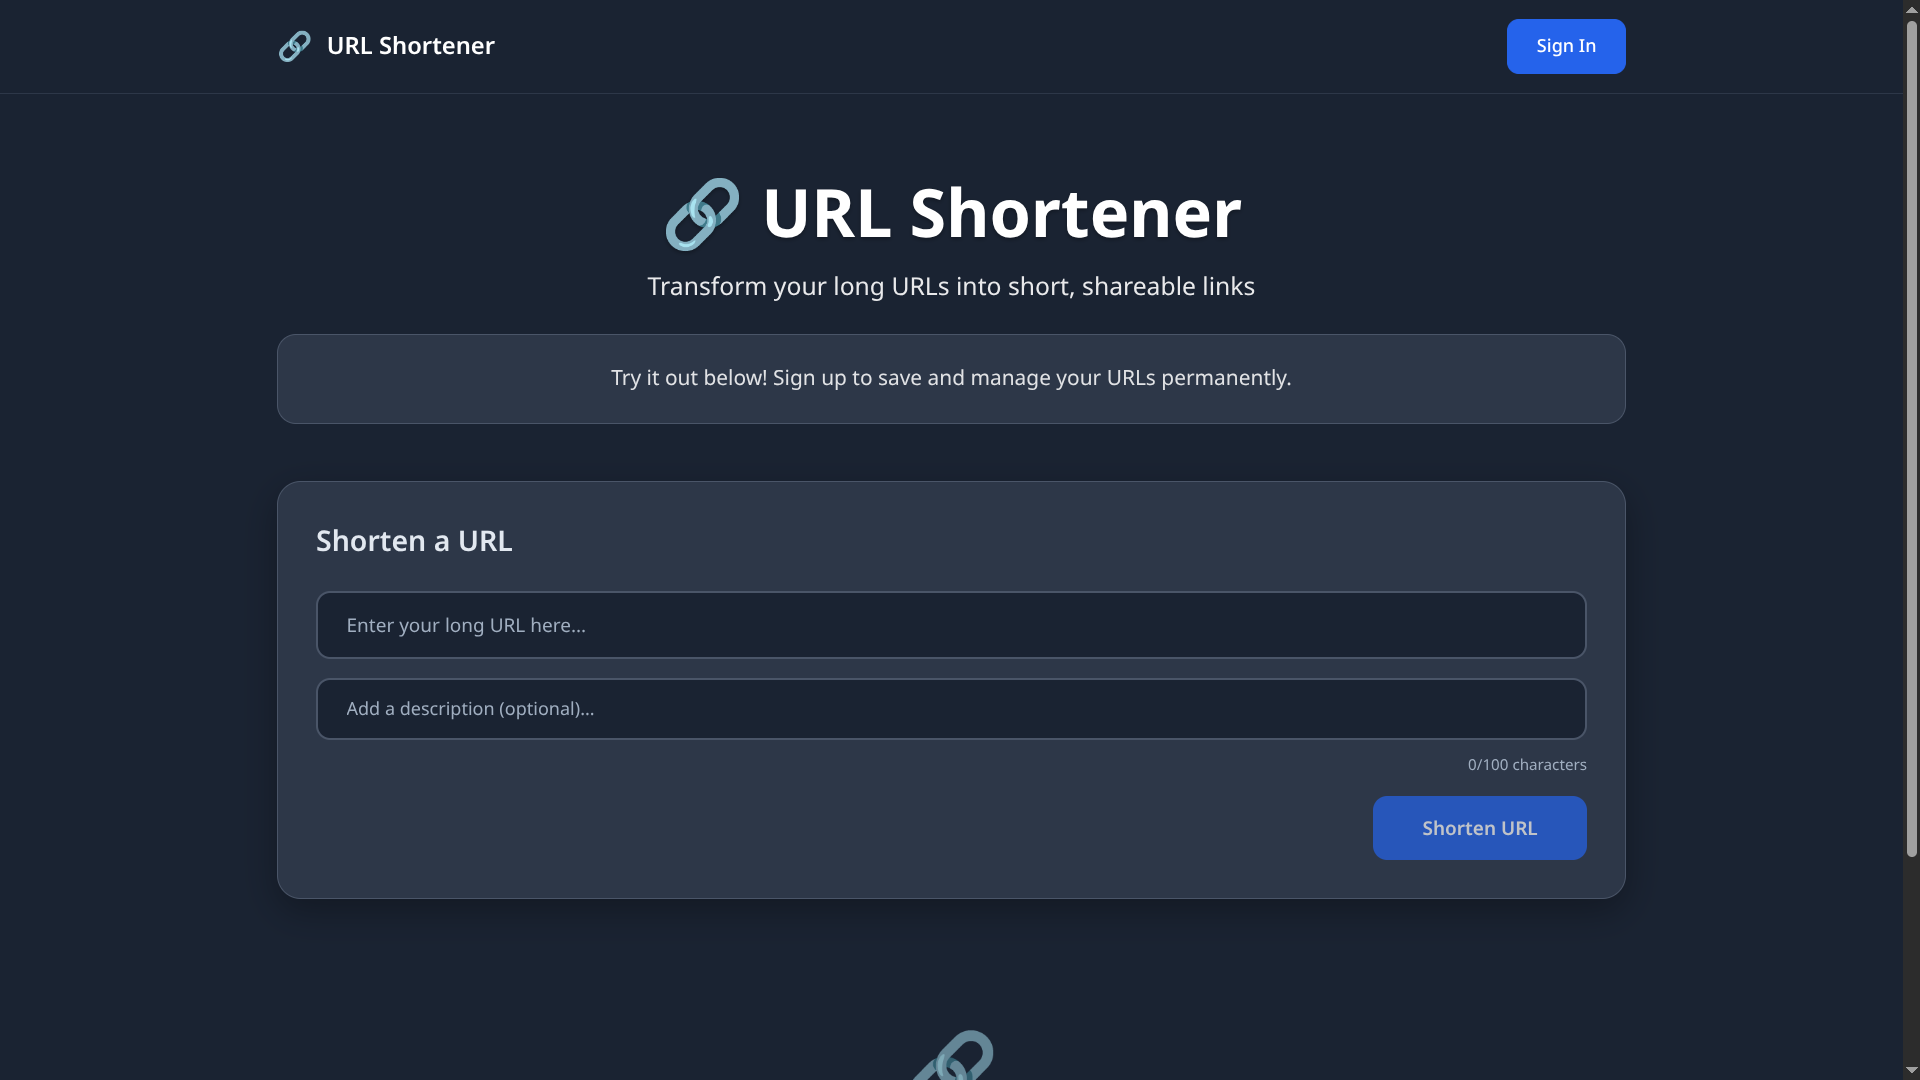 URL Shortener
Sign In
URL Shortener
Transform your long URLs into short, shareable links
Try it out below! Sign up to save and manage your URLs permanently.
Shorten a URL
Enter your long URL here...
Add a description (optional)...
0/100 characters
Shorten URL